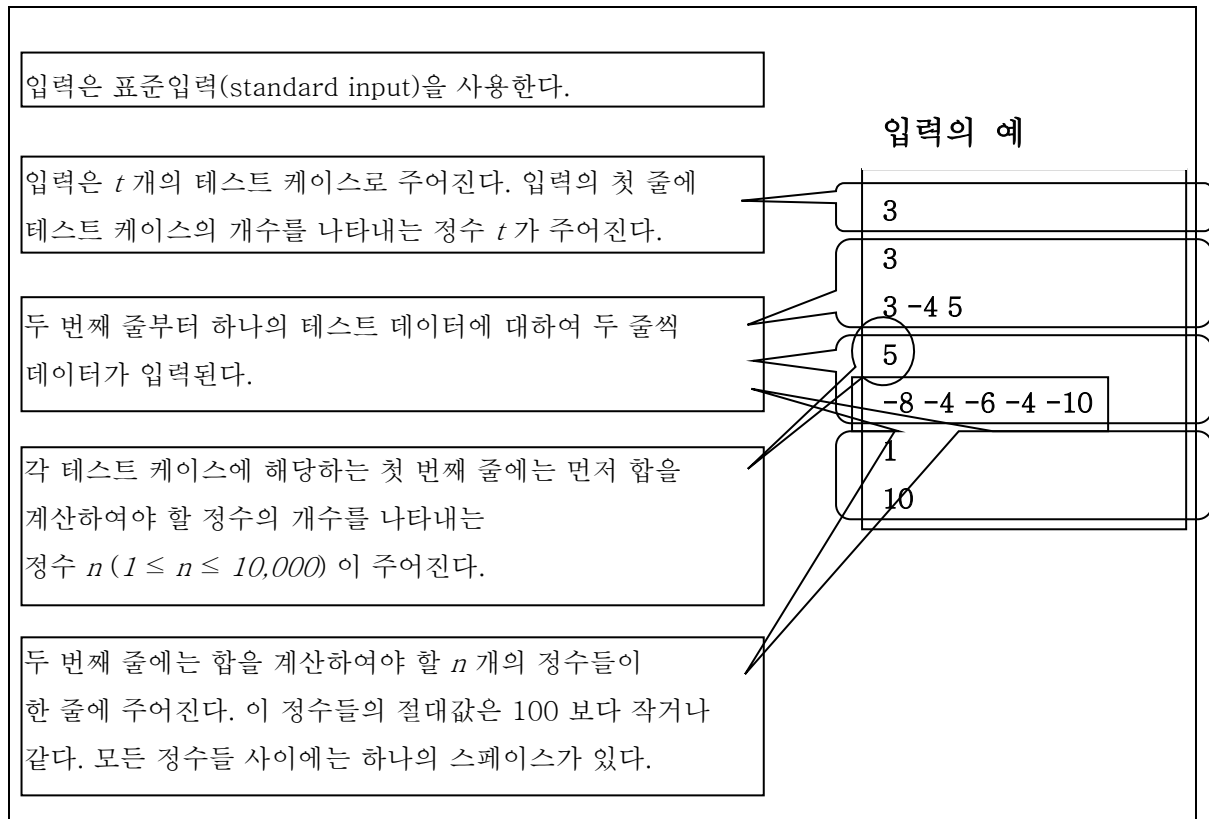 입력은 표준입력(standard input)을 사용한다.
입력은 t 개의 테스트 케이스로 주어진다. 입력의 첫 줄에
테스트 케이스의 개수를 나타내는 정수 t 가 주어진다.
두 번째 줄부터 하나의 테스트 데이터에 대하여 두 줄씩
데이터가 입력된다.
각 테스트 케이스에 해당하는 첫 번째 줄에는 먼저 합을
계산하여야 할 정수의 개수를 나타내는
정수 n (1 ≤ n ≤ 10,000) 이 주어진다.
두 번째 줄에는 합을 계산하여야 할 n 개의 정수들이
한 줄에 주어진다. 이 정수들의 절대값은 100 보다 작거나
같다. 모든 정수들 사이에는 하나의 스페이스가 있다.
입력의 예
3
3
3 -4 5
5
-8 -4 -6 -4 -10
1
10